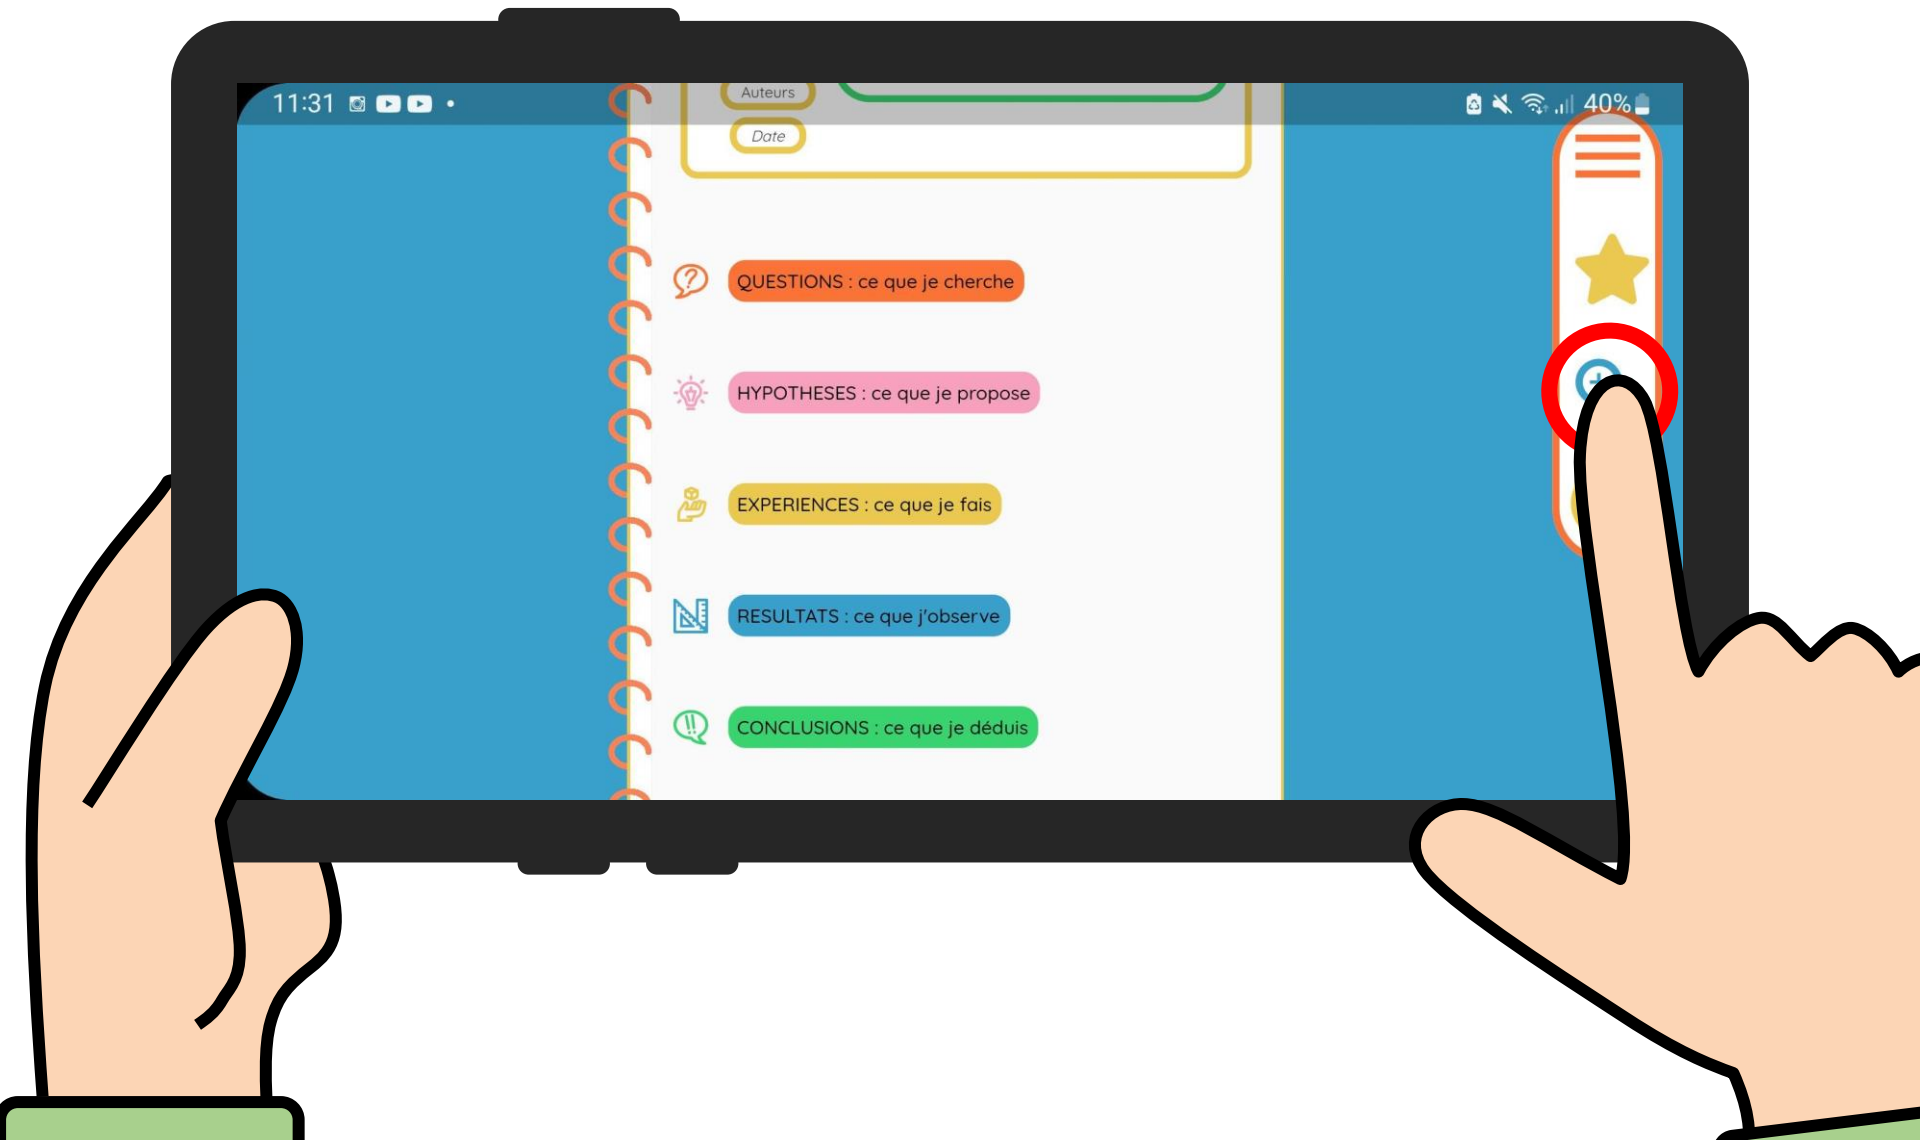 11:31
40%
Auteurs
Date
QUESTIONS : ce que je cherche
HYPOTHESES : ce que je propose
EXPERIENCES : ce que je fais
RESULTATS : ce que j'observe
CONCLUSIONS : ce que je déduis